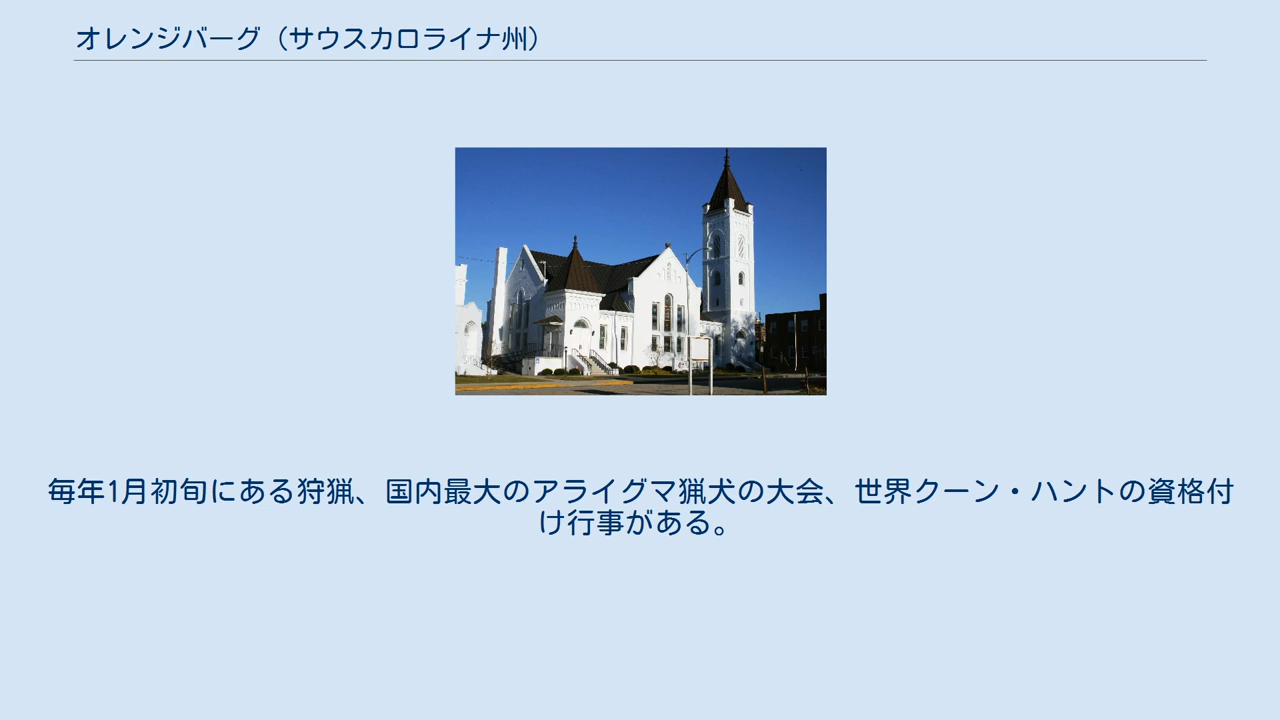 オレンジバーグ（サウスカロライナ州）
毎年1月初旬にある狩猟、国内最大のアライグマ猟犬の大会、世界クーン・ハントの資格付
け行事がある。